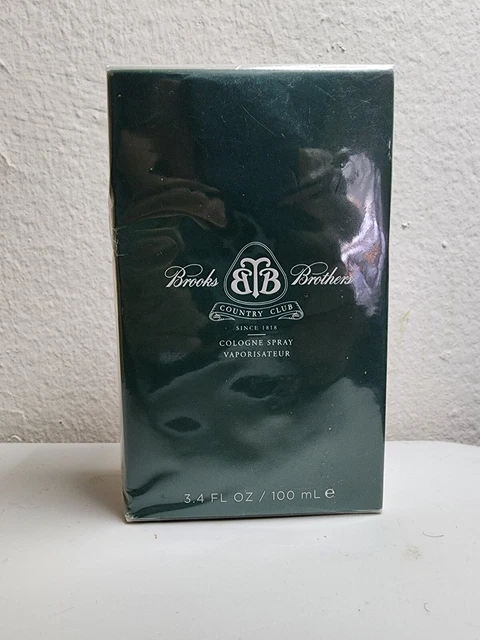 Brooks BB Brothers
COUNTRY CLUB
SINCE 1818
COLOGNE SPRAY
VAPORISATEUR
3.4 FL OZ / 100 mL e